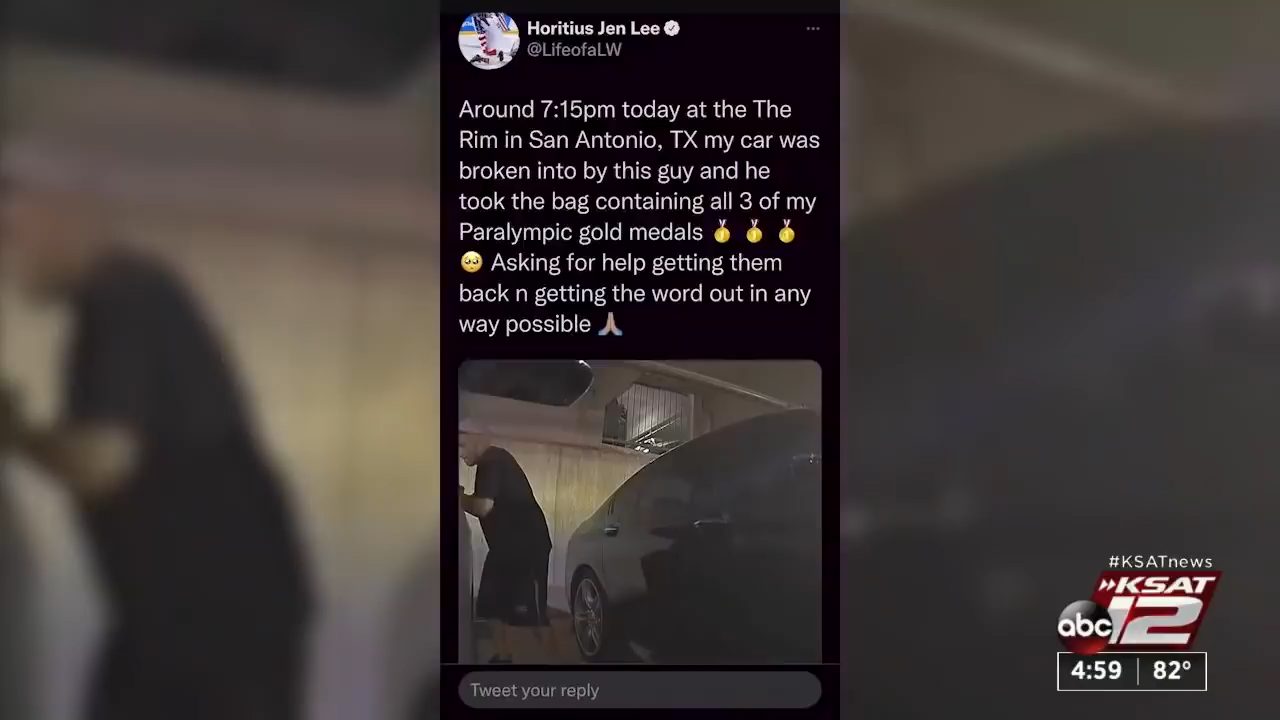 Horitius Jen Lee
@LifeofaLW
Around 7:15pm today at the The
Rim in San Antonio, TX my car was
broken into by this guy and he
took the bag containing all 3 of my
Paralympic gold medals 🥇 🥇 🥇
🥺 Asking for help getting them
back n getting the word out in any
way possible 🙏🏼
Tweet your reply
#KSATnews
KSAT
abc 12
4:59 82°